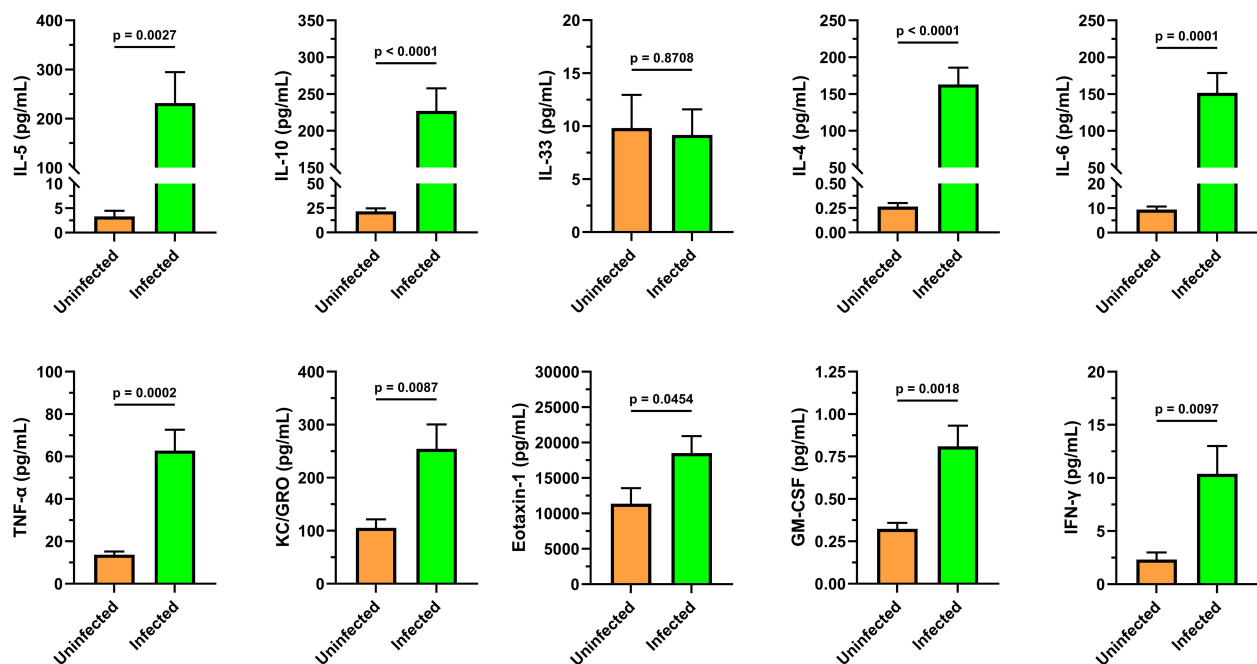 IL-5 (pg/mL)
400
300
200
100
10
5
0
p = 0.0027
Uninfected
Infected
IL-10 (pg/mL)
350
300
250
200
150
50
25
0
p < 0.0001
Uninfected
Infected
IL-33 (pg/mL)
20
15
10
5
0
p = 0.8708
Uninfected
Infected
IL-4 (pg/mL)
250
200
150
100
50
0.50
0.25
0.00
p < 0.0001
Uninfected
Infected
IL-6 (pg/mL)
250
200
150
100
50
20
10
0
p = 0.0001
Uninfected
Infected
TNF-α (pg/mL)
100
80
60
40
20
0
p = 0.0002
Uninfected
Infected
KC/GRO (pg/mL)
400
300
200
100
0
p = 0.0087
Uninfected
Infected
Eotaxin-1 (pg/mL)
30000
25000
20000
15000
10000
5000
0
p = 0.0454
Uninfected
Infected
GM-CSF (pg/mL)
1.25
1.00
0.75
0.50
0.25
0.00
p = 0.0018
Uninfected
Infected
IFN-γ (pg/mL)
20
15
10
5
0
p = 0.0097
Uninfected
Infected